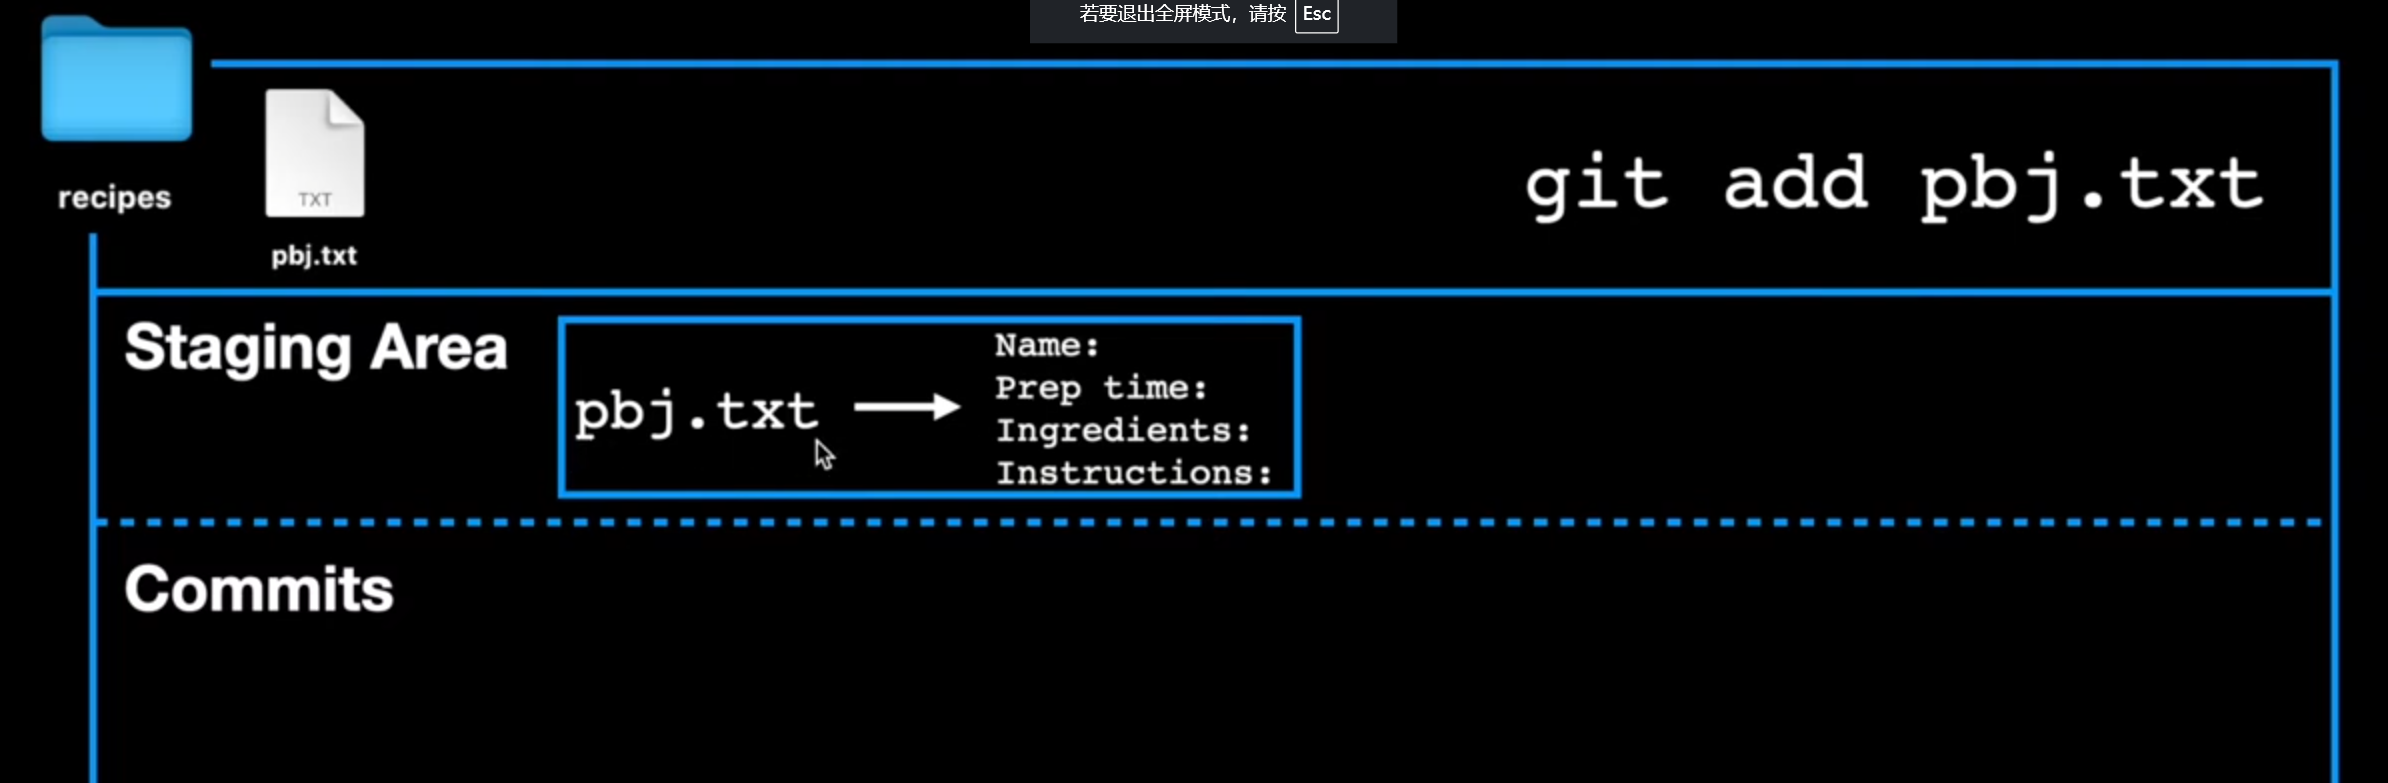 若要退出全屏模式，请按 Esc
recipes
TXT
pbj.txt
git add pbj.txt
Staging Area
pbj.txt
Name:
Prep time:
Ingredients:
Instructions:
Commits